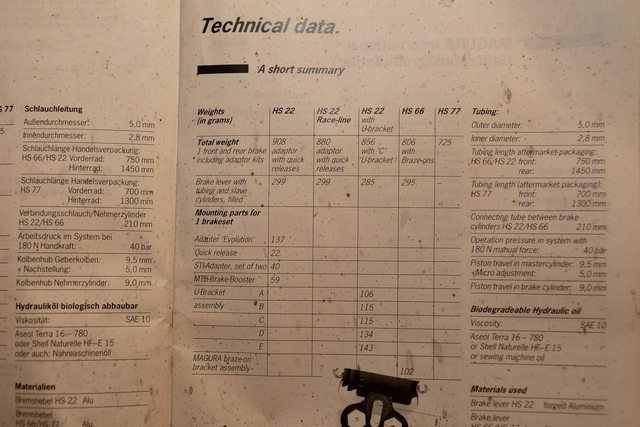 77
Schlauchleitung
Außendurchmesser: 5,0 mm
Innendurchmesser: 2,8 mm
Schlauchlänge Handelsverpackung:
HS 66/HS 22 Vorderrad: 750 mm
Hinterrad: 1450 mm
Schlauchlänge Handelsverpackung:
HS 77 Vorderrad: 700 mm
Hinterrad: 1300 mm
Verbindungsschlauch/Nehmerzylinder
HS 22/HS 66 210 mm
Arbeitsdruck im System bei
180 N Handkraft: 40 bar
Kolbenhub Geberkolben: 9,5 mm
+ Nachstellung: 5,0 mm
Kolbenhub Nehmerzylinder: 9,0 mm
Hydrauliköl biologisch abbaubar
Viskosität: SAE 10
Aseol Terra 16 – 780
oder Shell Naturelle HF–E 15
oder auch: Nähmaschinenöl
Materialien
Bremshebel HS 22 Alu
Bremshebel
HS 66/HS 77 Alu
Technical data.
A short summary
Weights (in grams) HS 22 HS 22 Race-line HS 22 with U-bracket HS 66 HS 77
Total weight 908 880 856 806 725
1 front and rear brake adaptor adaptor with "C" with
including adaptor kits with quick with quick U-bracket Braze-ons
releases releases
Brake lever with 299 299 285 295 -
tubing and slave
cylinders, filled
Mounting parts for
1 brakeset
Adapter 'Evolution' 137
Quick release 22
STI-Adapter, set of two 40
MTB-Brake-Booster 59
U-Bracket A 106
assembly B 115
C 115
D 134
E 143
MAGURA braze-on
bracket assembly 102
Tubing:
Outer diameter: 5,0 mm
Inner diameter: 2,8 mm
Tubing length aftermarket-packaging:
HS 66/HS 22 front: 750 mm
rear: 1450 mm
Tubing length (aftermarket-packaging:
HS 77 front: 700 mm
rear: 1300 mm
Connecting tube between brake
cylinders HS 22/HS 66 210 mm
Operation pressure in system with
180 N manual force: 40 bar
Piston travel in mastercylinder: 9,5 mm
+Micro adjustment: 5,0 mm
Piston travel in brake cylinder: 9,0 mm
Biodegradeable Hydraulic oil
Viscosity: SAE 10
Aseol Terra 16 – 780
or Shell Naturelle HF–E 15
or sewing machine oil
Materials used
Brake lever HS 22 forged Aluminum
Brake lever